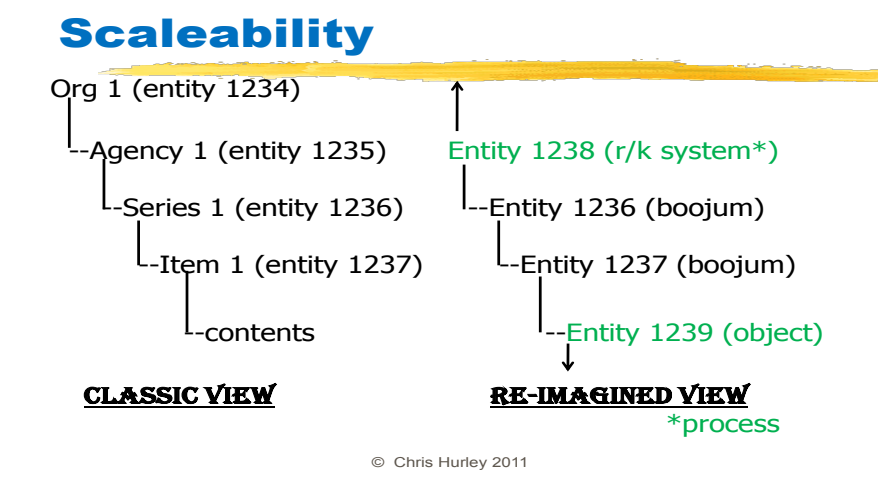 Scaleability
Org 1 (entity 1234)
--Agency 1 (entity 1235)
--Series 1 (entity 1236)
--Item 1 (entity 1237)
--contents
CLASSIC VIEW
Entity 1238 (r/k system*)
--Entity 1236 (boojum)
--Entity 1237 (boojum)
--Entity 1239 (object)
RE-IMAGINED VIEW
*process
© Chris Hurley 2011